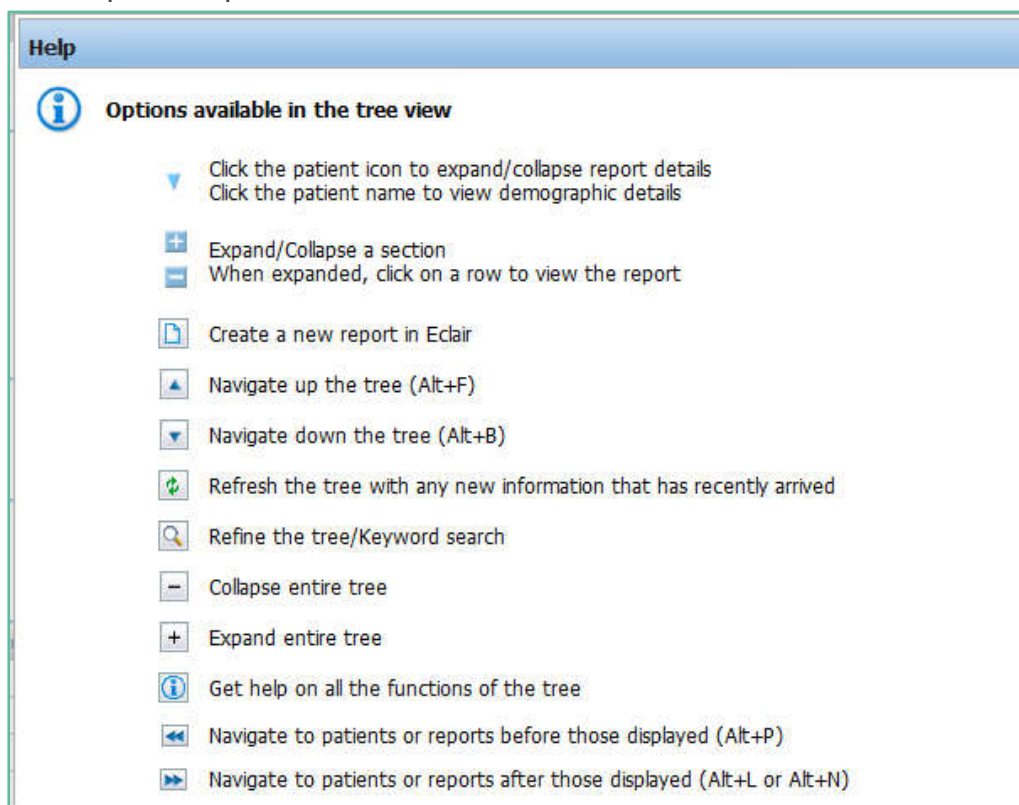 Help
Options available in the tree view
Click the patient icon to expand/collapse report details
Click the patient name to view demographic details
Expand/Collapse a section
When expanded, click on a row to view the report
Create a new report in Eclair
Navigate up the tree (Alt+F)
Navigate down the tree (Alt+B)
Refresh the tree with any new information that has recently arrived
Refine the tree/Keyword search
Collapse entire tree
Expand entire tree
Get help on all the functions of the tree
Navigate to patients or reports before those displayed (Alt+P)
Navigate to patients or reports after those displayed (Alt+L or Alt+N)